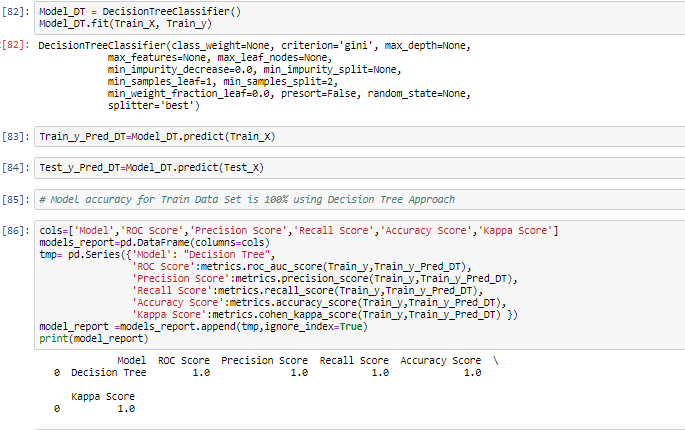 [82]: Model_DT = DecisionTreeClassifier()
Model_DT.fit(Train_X, Train_y)
[82]: DecisionTreeClassifier(class_weight=None, criterion='gini', max_depth=None,
max_features=None, max_leaf_nodes=None,
min_impurity_decrease=0.0, min_impurity_split=None,
min_samples_leaf=1, min_samples_split=2,
min_weight_fraction_leaf=0.0, presort=False, random_state=None,
splitter='best')
[83]: Train_y_Pred_DT=Model_DT.predict(Train_X)
[84]: Test_y_Pred_DT=Model_DT.predict(Test_X)
[85]: # Model accuracy for Train Data Set is 100% using Decision Tree Approach
[86]: cols=['Model','ROC Score','Precision Score','Recall Score','Accuracy Score','Kappa Score']
models_report=pd.DataFrame(columns=cols)
tmp= pd.Series({'Model': "Decision Tree",
'ROC Score':metrics.roc_auc_score(Train_y,Train_y_Pred_DT),
'Precision Score':metrics.precision_score(Train_y,Train_y_Pred_DT),
'Recall Score':metrics.recall_score(Train_y,Train_y_Pred_DT),
'Accuracy Score':metrics.accuracy_score(Train_y,Train_y_Pred_DT),
'Kappa Score':metrics.cohen_kappa_score(Train_y,Train_y_Pred_DT) })
model_report =models_report.append(tmp,ignore_index=True)
print(model_report)
Model ROC Score Precision Score Recall Score Accuracy Score \
0 Decision Tree 1.0 1.0 1.0 1.0
Kappa Score
0 1.0